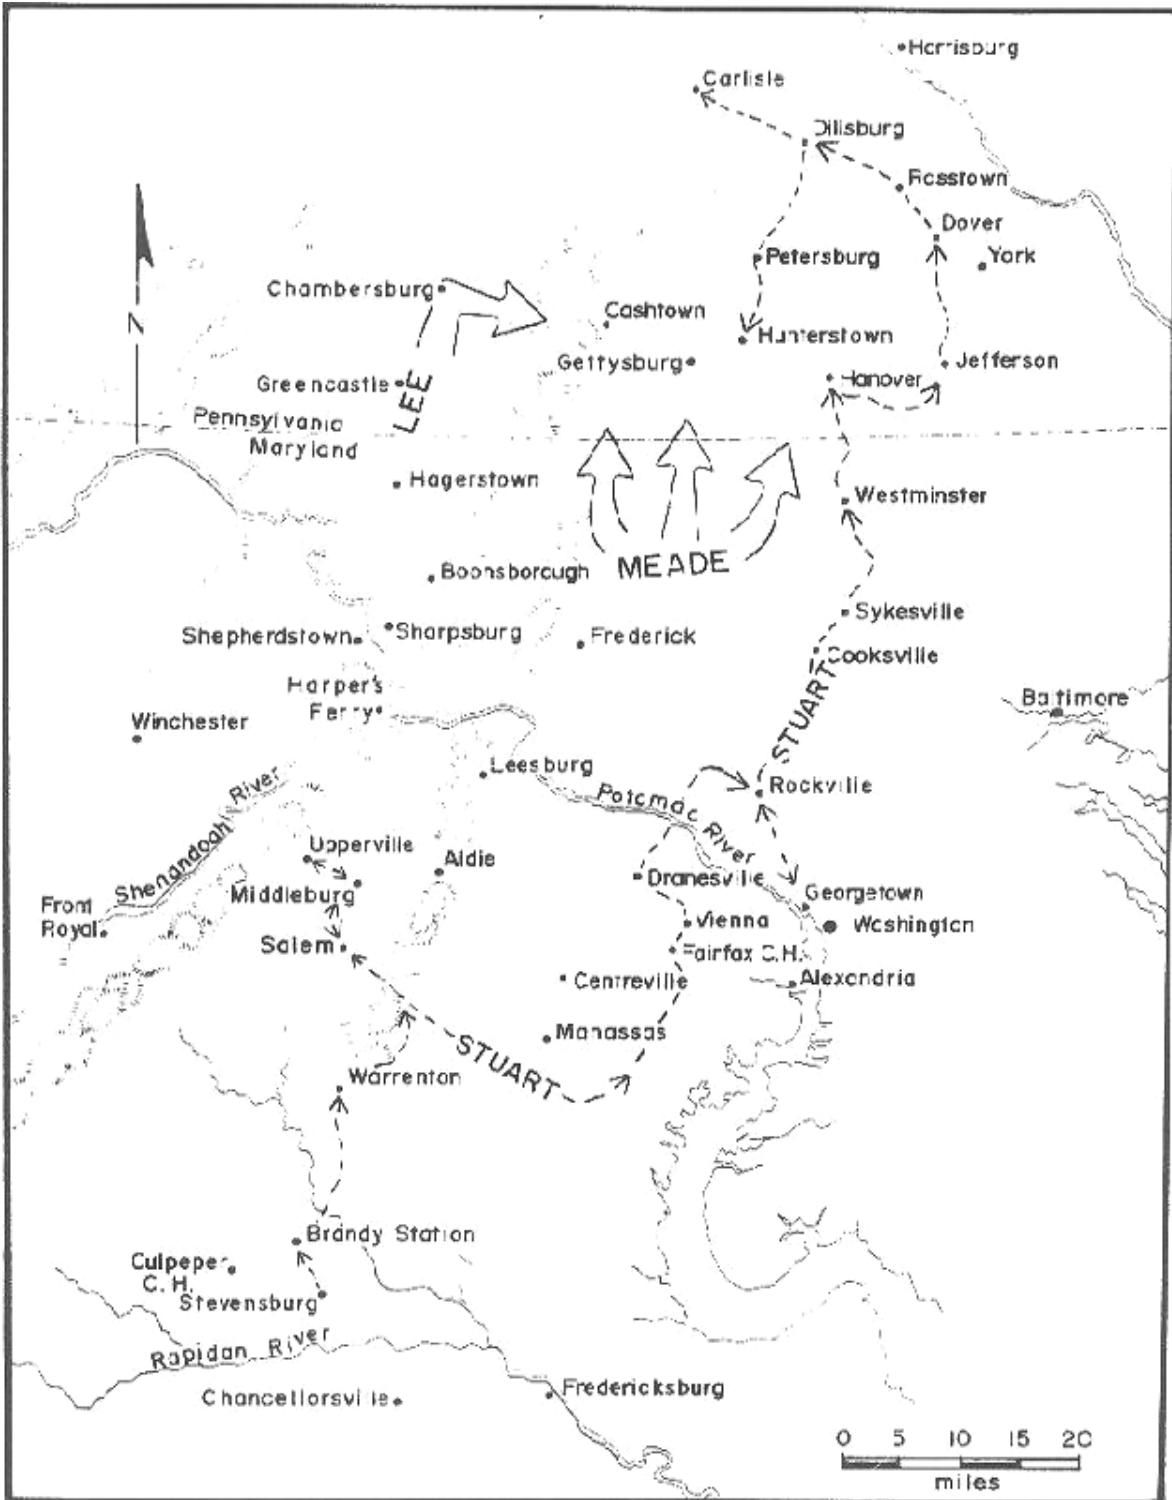 Harrisburg
Carlisle
Dillsburg
Rosstown
Dover
York
Petersburg
Chambersburg
Cashtown
Hunterstown
Gettysburg
Jefferson
Hanover
Greencastle
LEE
N
Pennsylvania
Maryland
Hagerstown
Westminster
MEADE
Boonsborough
Sykesville
Sharpsburg
Shepherdstown
Frederick
Cooksville
Harper's
Ferry
Baltimore
Winchester
STUART
Leesburg
Rockville
Potomac River
Shenandoah River
Upperville
Aldie
Dranesville
Middleburg
Georgetown
Front
Royal
Vienna
Washington
Salem
Fairfax C.H.
Centreville
Alexandria
Manassas
STUART
Warrenton
Brandy Station
Culpeper
C. H.
Stevensburg
Rapidan River
Fredericksburg
Chancellorsville
0 5 10 15 20
miles